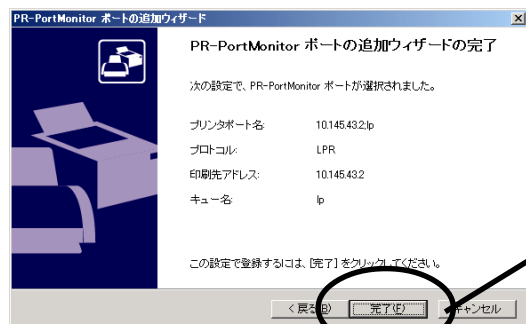 PR-PortMonitor ポートの追加ウィザード
PR-PortMonitor ポートの追加ウィザードの完了
次の設定で、PR-PortMonitor ポートが選択されました。
プリンタポート名: 10.145.43.2;lp
プロトコル: LPR
印刷先アドレス: 10.145.43.2
キュー名: lp
この設定で登録するには、[完了] をクリックしてください。
< 戻る(B) 完了(F) キャンセル